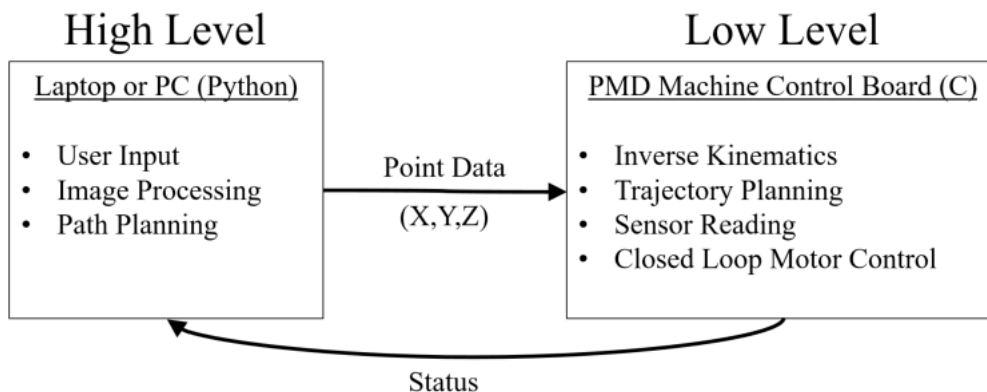 High Level
Laptop or PC (Python)
• User Input
• Image Processing
• Path Planning
Point Data
(X,Y,Z)
Low Level
PMD Machine Control Board (C)
• Inverse Kinematics
• Trajectory Planning
• Sensor Reading
• Closed Loop Motor Control
Status